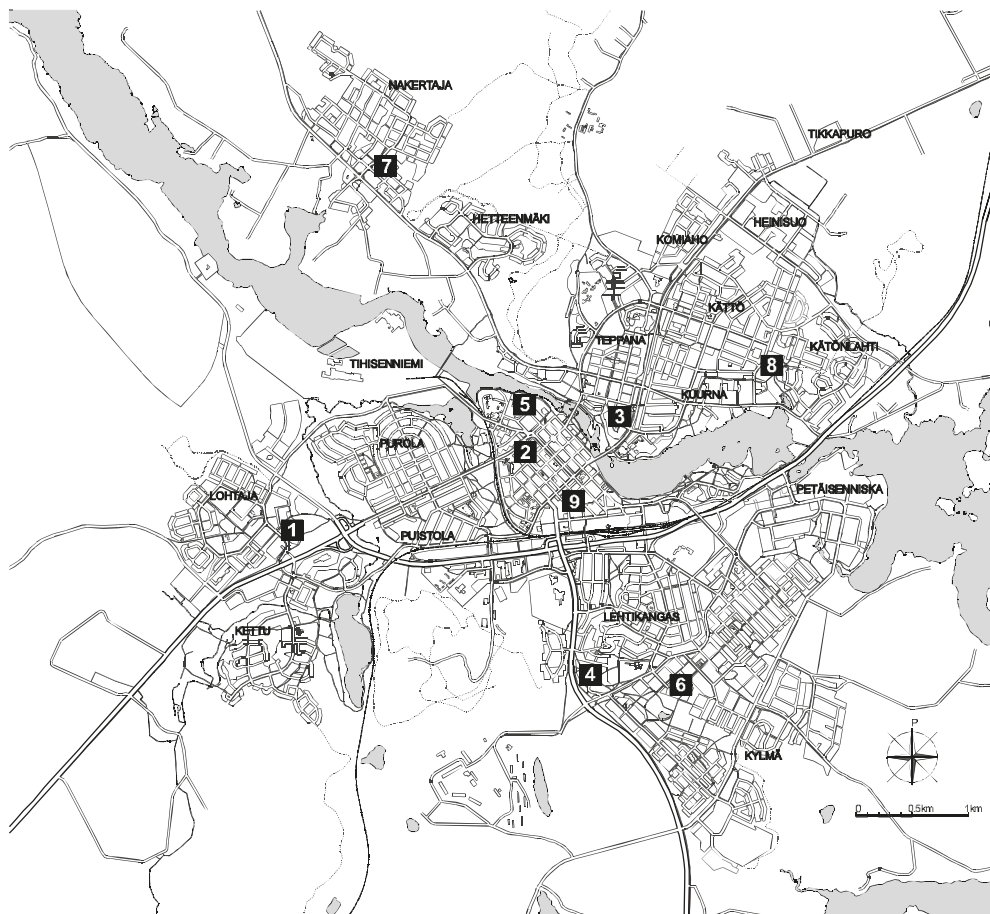 NAKERTAJA
TIKKAPURO
7
HETTEENMÄKI
HEINISUO
KOMIAHO
KÄTTÖ
TEPPANA
KÄTÖNLAHTI
TIHISENNIEMI
8
KUURNA
5
3
PUROLA
2
PETÄISENNISKA
LOHTAJA
9
1
PUISTOLA
LEHTIKANGAS
KETTU
4
6
P
KYLMÄ
0 0.5km 1km